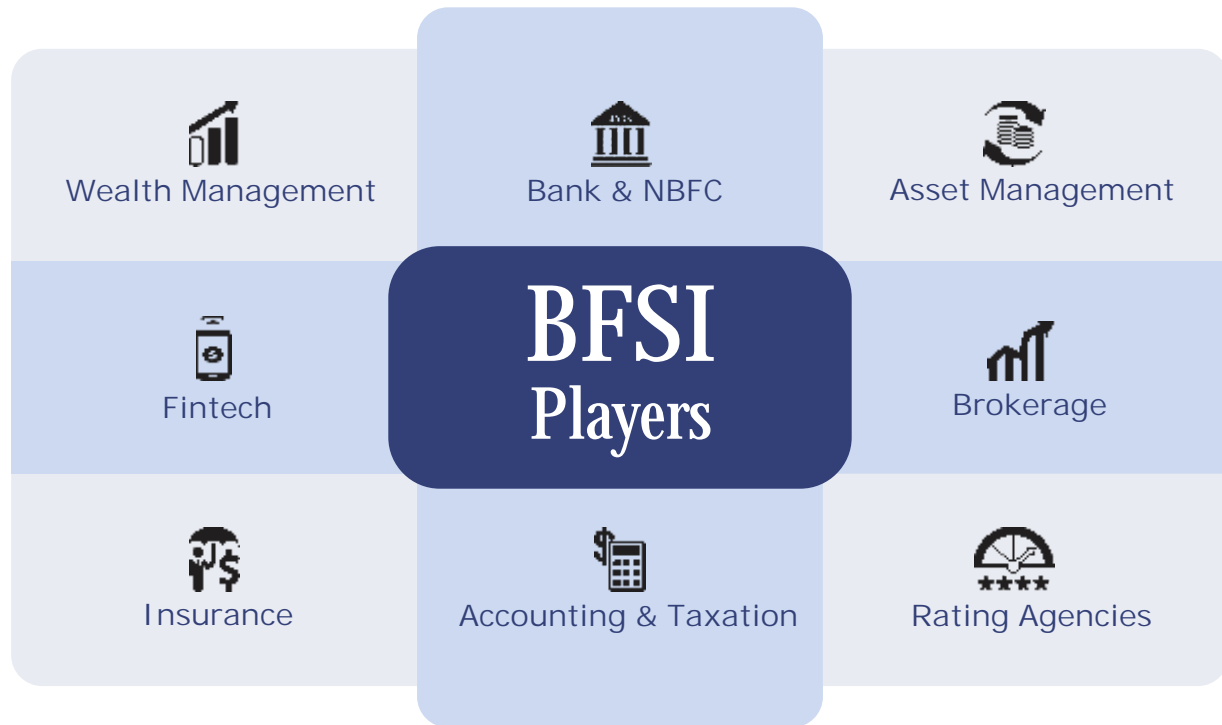 Wealth Management
Bank & NBFC
Asset Management
BFSI
Players
Fintech
Brokerage
Insurance
Accounting & Taxation
Rating Agencies